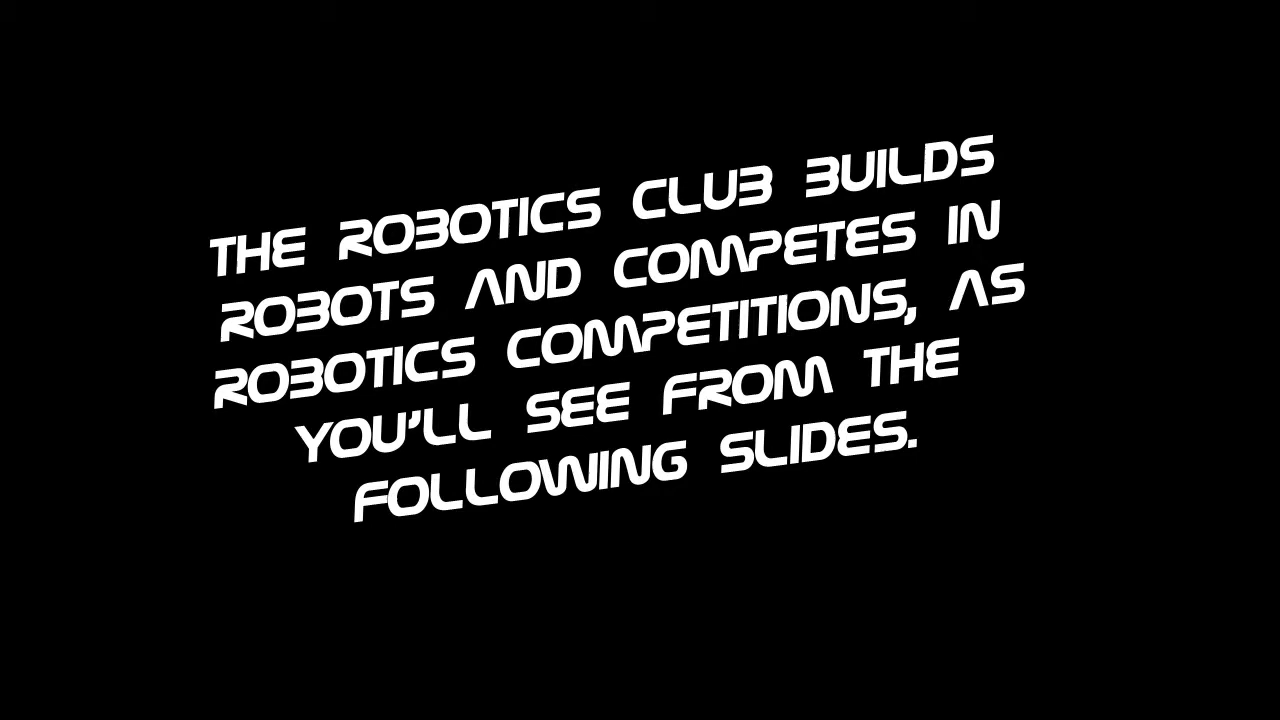 THE ROBOTICS CLUB BUILDS
ROBOTS AND COMPETES IN
ROBOTICS COMPETITIONS, AS
YOU'LL SEE FROM THE
FOLLOWING SLIDES.